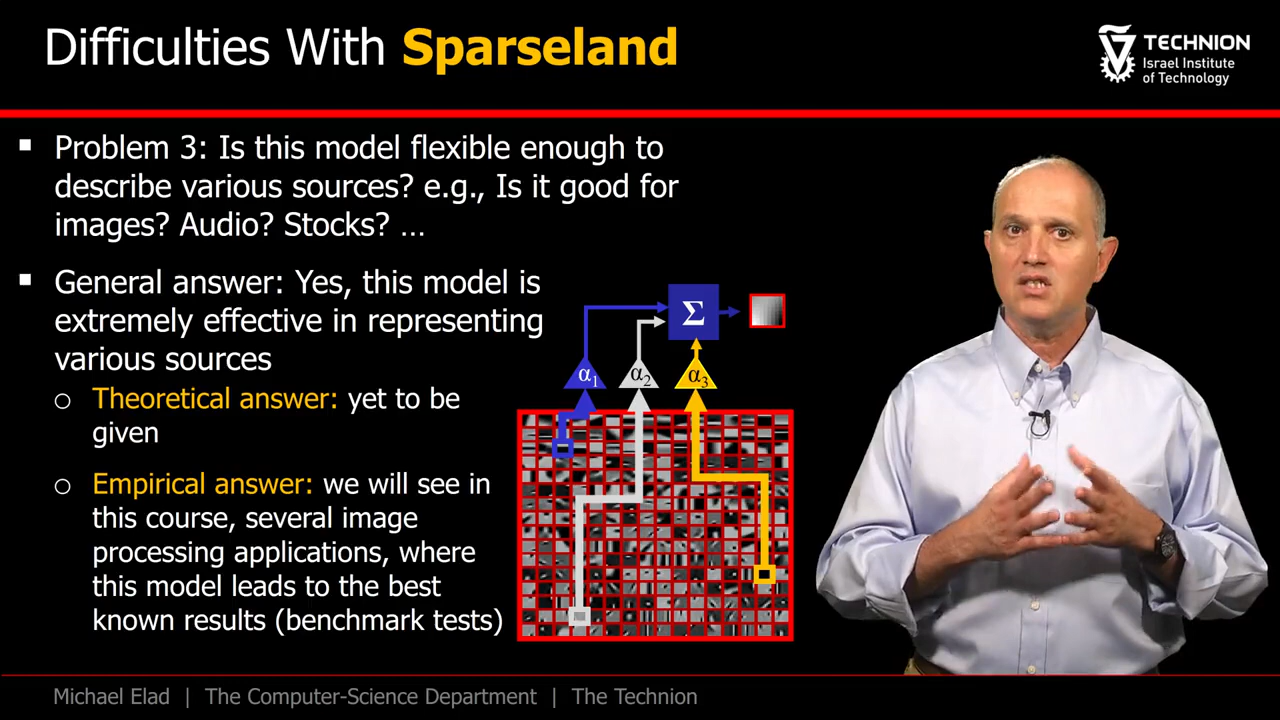 Difficulties With Sparseland
TECHNION
Israel Institute
of Technology
▪ Problem 3: Is this model flexible enough to
describe various sources? e.g., Is it good for
images? Audio? Stocks? …
▪ General answer: Yes, this model is
extremely effective in representing
various sources
o Theoretical answer: yet to be
given
o Empirical answer: we will see in
this course, several image
processing applications, where
this model leads to the best
known results (benchmark tests)
Σ
α₁ α₂ α₃
Michael Elad | The Computer-Science Department | The Technion